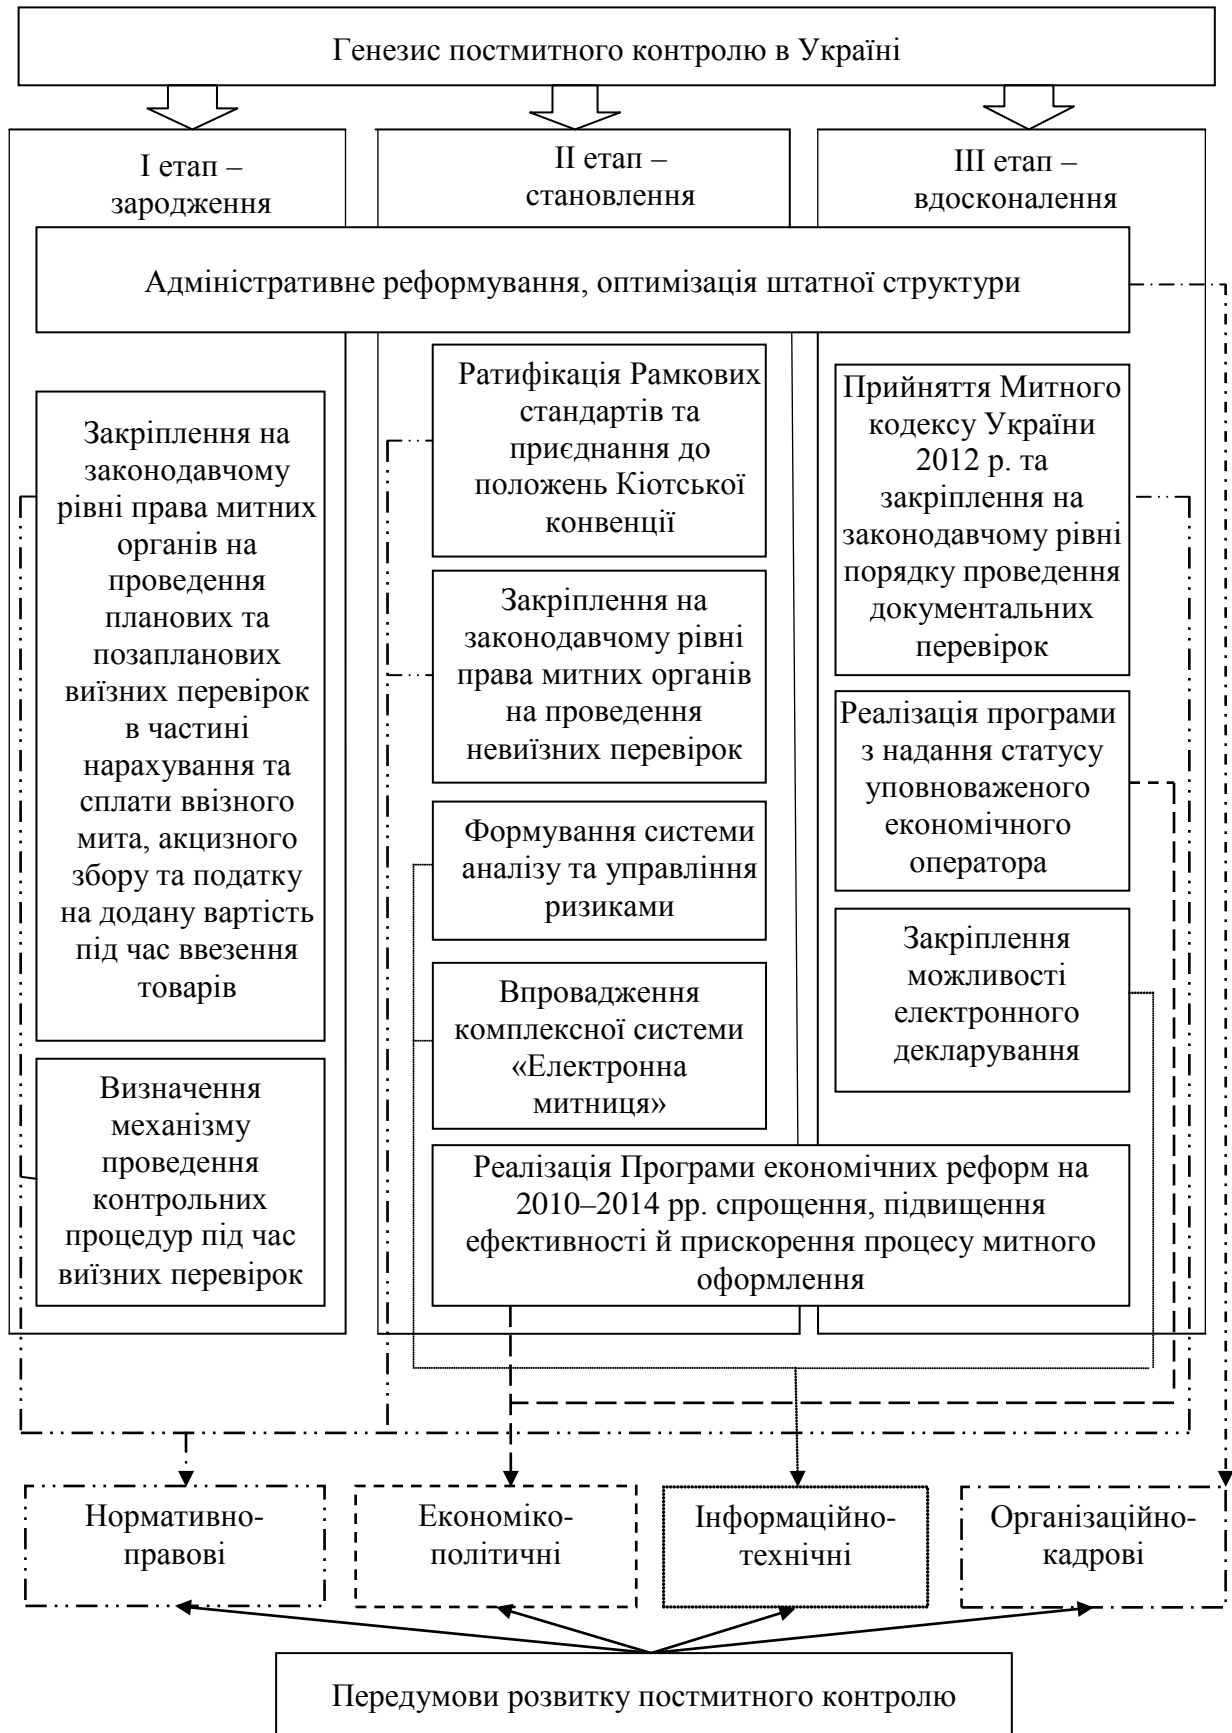 Генезис постмитного контролю в Україні
І етап –
зародження
ІІ етап –
становлення
ІІІ етап –
вдосконалення
Адміністративне реформування, оптимізація штатної структури
Закріплення на
законодавчому
рівні права митних
органів на
проведення
планових та
позапланових
виїзних перевірок
в частині
нарахування та
сплати ввізного
мита, акцизного
збору та податку
на додану вартість
під час ввезення
товарів
Визначення
механізму
проведення
контрольних
процедур під час
виїзних перевірок
Ратифікація Рамкових
стандартів та
приєднання до
положень Кіотської
конвенції
Закріплення на
законодавчому рівні
права митних органів
на проведення
невиїзних перевірок
Формування системи
аналізу та управління
ризиками
Впровадження
комплексної системи
«Електронна
митниця»
Прийняття Митного
кодексу України
2012 р. та
закріплення на
законодавчому рівні
порядку проведення
документальних
перевірок
Реалізація програми
з надання статусу
уповноваженого
економічного
оператора
Закріплення
можливості
електронного
декларування
Реалізація Програми економічних реформ на
2010–2014 рр. спрощення, підвищення
ефективності й прискорення процесу митного
оформлення
Нормативно-
правові
Економіко-
політичні
Інформаційно-
технічні
Організаційно-
кадрові
Передумови розвитку постмитного контролю